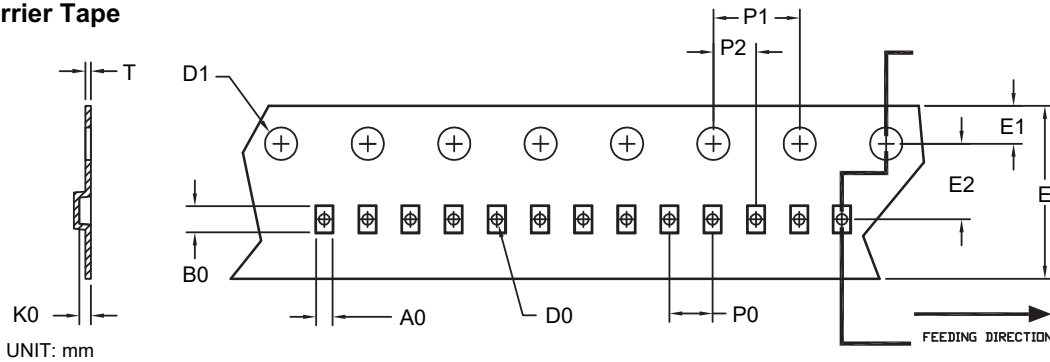 rrier Tape
P1
P2
T
D1
E1
E2
E
B0
K0
A0
D0
P0
FEEDING DIRECTION
UNIT: mm